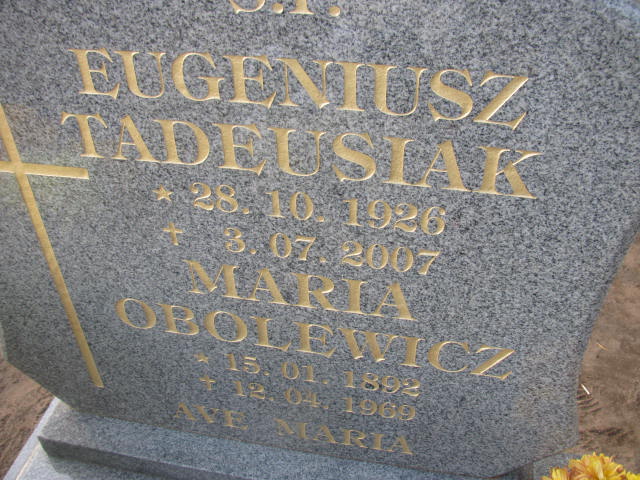 Ś.P.
EUGENIUSZ
TADEUSIAK
* 28. 10. 1926
+ 3. 07. 2007
MARIA
OBOLEWICZ
* 15. 01. 1892
+ 12. 04. 1969
AVE MARIA